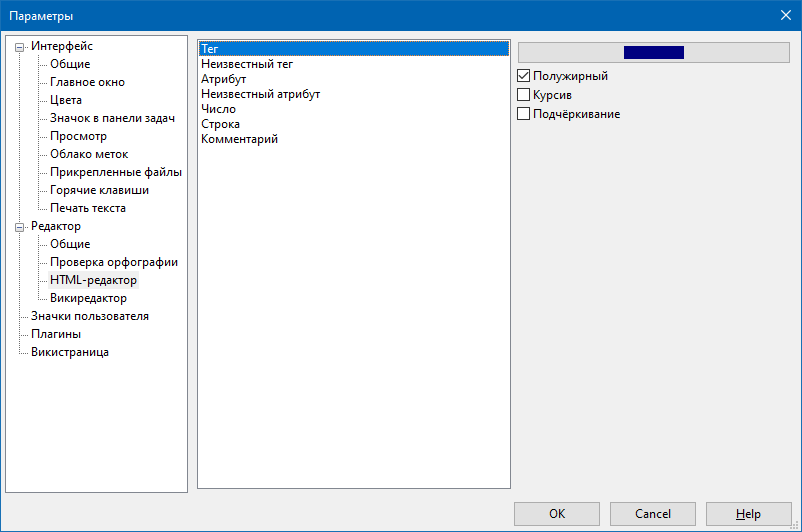 Параметры
Интерфейс
Общие
Главное окно
Цвета
Значок в панели задач
Просмотр
Облако меток
Прикрепленные файлы
Горячие клавиши
Печать текста
Редактор
Общие
Проверка орфографии
HTML-редактор
Викиредактор
Значки пользователя
Плагины
Викистраница
Тег
Неизвестный тег
Атрибут
Неизвестный атрибут
Число
Строка
Комментарий
Полужирный
Курсив
Подчёркивание
OK
Cancel
Help